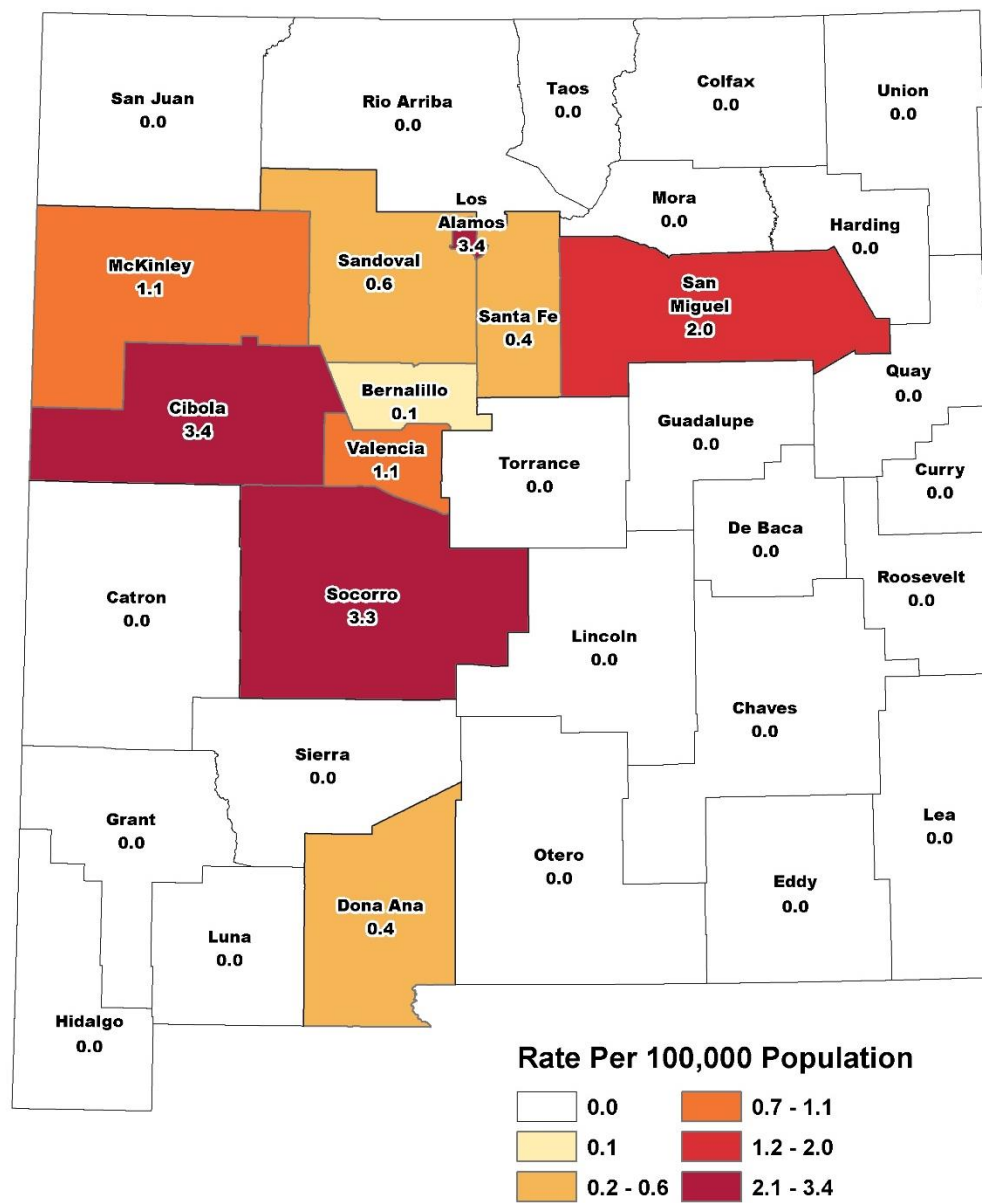 San Juan
0.0
Rio Arriba
0.0
Taos
0.0
Colfax
0.0
Union
0.0
Los
Alamos
3.4
Mora
0.0
Harding
0.0
McKinley
1.1
Sandoval
0.6
Santa Fe
0.4
San
Miguel
2.0
Quay
0.0
Cibola
3.4
Bernalillo
0.1
Guadalupe
0.0
Valencia
1.1
Torrance
0.0
Curry
0.0
De Baca
0.0
Roosevelt
0.0
Catron
0.0
Socorro
3.3
Lincoln
0.0
Chaves
0.0
Sierra
0.0
Grant
0.0
Lea
0.0
Otero
0.0
Eddy
0.0
Dona Ana
0.4
Luna
0.0
Hidalgo
0.0
Rate Per 100,000 Population
0.0
0.1
0.2 - 0.6
0.7 - 1.1
1.2 - 2.0
2.1 - 3.4